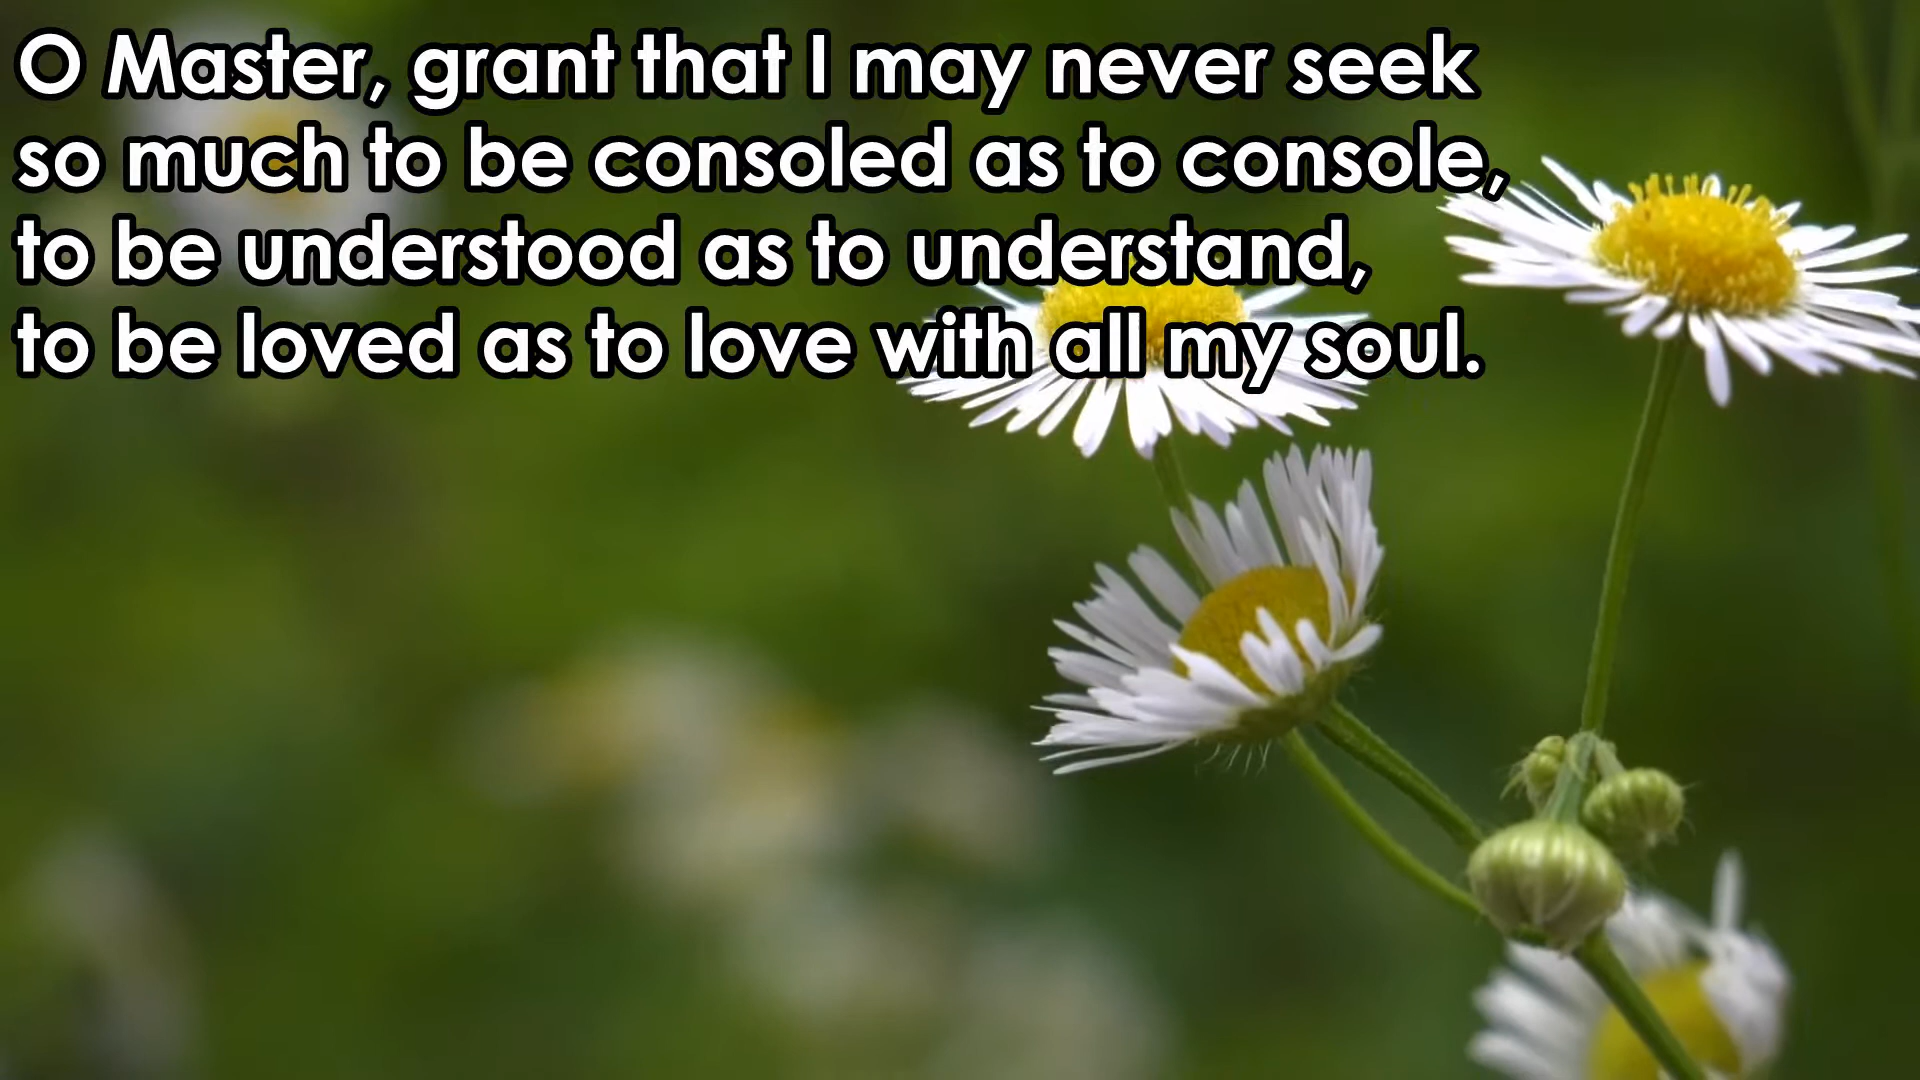 O Master, grant that I may never seek
so much to be consoled as to console,
to be understood as to understand,
to be loved as to love with all my soul.